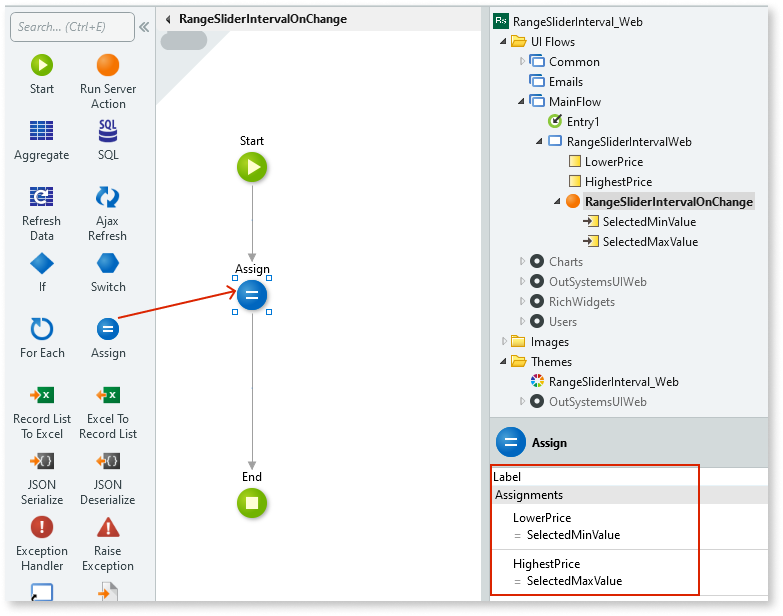 Search... (Ctrl+E)
Start
Run Server
Action
Aggregate
SQL
SQL
Refresh
Data
Ajax
Refresh
If
Switch
For Each
Assign
Record List
To Excel
Excel To
Record List
JSON
Serialize
JSON
Deserialize
Exception
Handler
Raise
Exception
RangeSliderIntervalOnChange
Start
Assign
End
Rs RangeSliderInterval_Web
UI Flows
Common
Emails
MainFlow
Entry1
RangeSliderIntervalWeb
LowerPrice
HighestPrice
RangeSliderIntervalOnChange
SelectedMinValue
SelectedMaxValue
Charts
OutSystemsUIWeb
RichWidgets
Users
Images
Themes
RangeSliderInterval_Web
OutSystemsUIWeb
Assign
Label
Assignments
LowerPrice
= SelectedMinValue
HighestPrice
= SelectedMaxValue